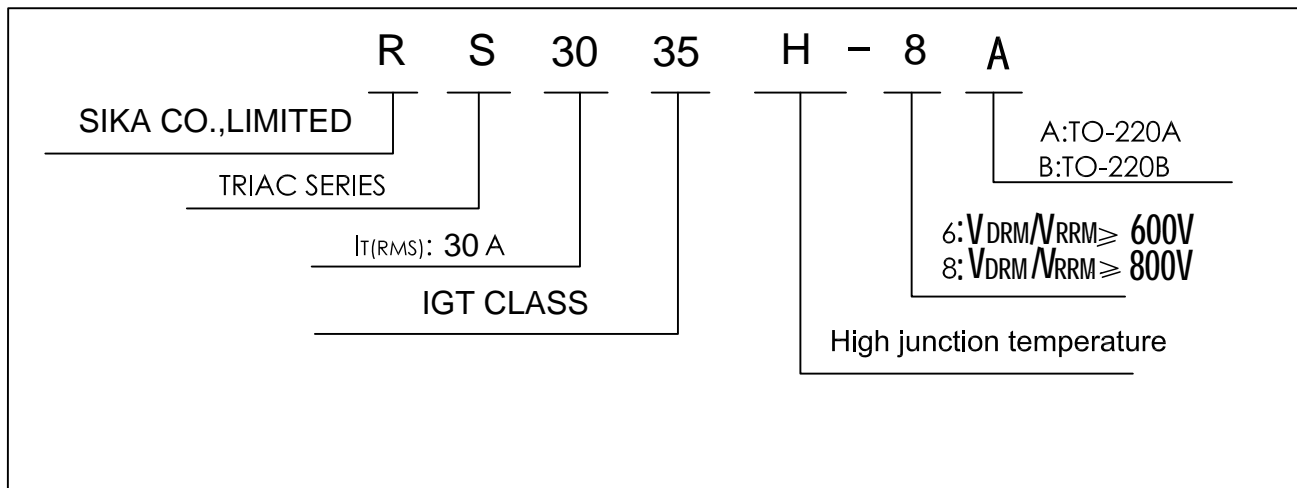 R S 30 35 H - 8 A
SIKA CO.,LIMITED
A:TO-220A
B:TO-220B
TRIAC SERIES
IT(RMS): 30 A
6:VDRM/VRRM≥ 600V
8:VDRM/VRRM≥ 800V
IGT CLASS
High junction temperature